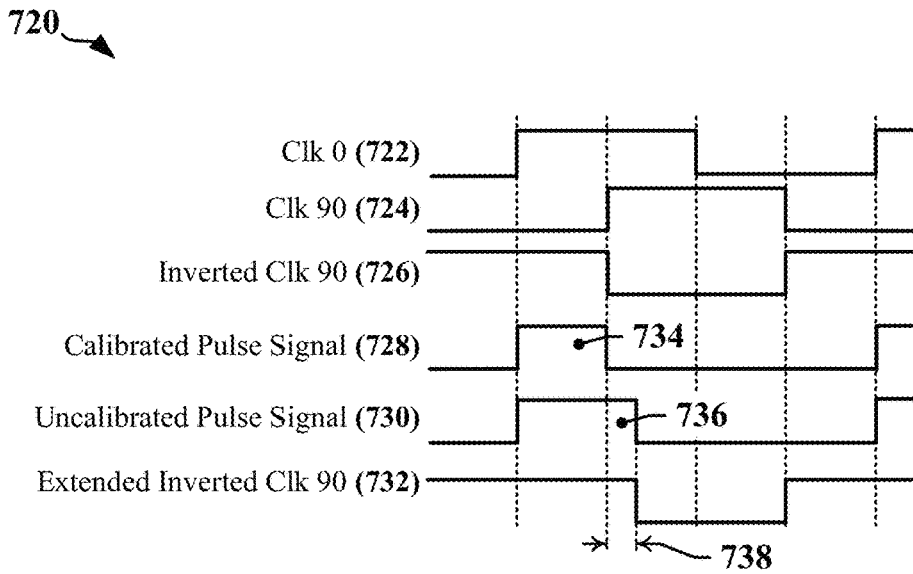 720
Clk 0 (722)
Clk 90 (724)
Inverted Clk 90 (726)
Calibrated Pulse Signal (728)
734
Uncalibrated Pulse Signal (730)
736
Extended Inverted Clk 90 (732)
738